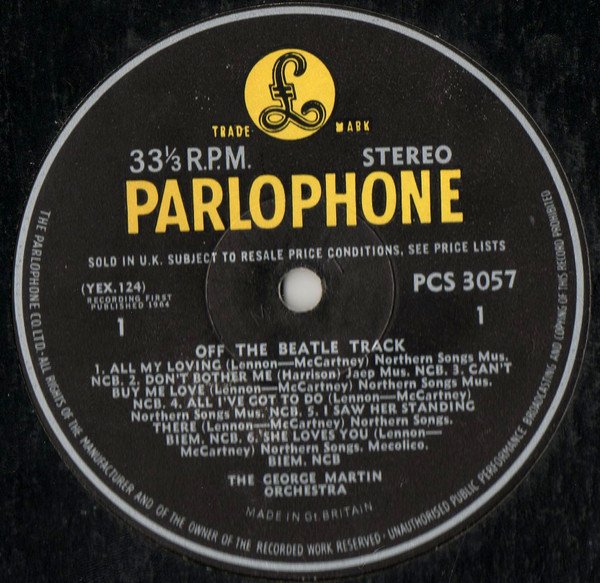 £
TRADE MARK
33⅓ R.P.M. STEREO
PARLOPHONE
SOLD IN U.K. SUBJECT TO RESALE PRICE CONDITIONS, SEE PRICE LISTS
(YEX.124) PCS 3057
RECORDING FIRST
PUBLISHED 1964
1 1
OFF THE BEATLE TRACK
1. ALL MY LOVING (Lennon—McCartney) Northern Songs Mus.
NCB. 2. DON'T BOTHER ME (Harrison) Jaep Mus. NCB. 3. CAN'T
BUY ME LOVE (Lennon—McCartney) Northern Songs Mus.
NCB. 4. ALL I'VE GOT TO DO (Lennon—McCartney)
Northern Songs Mus. NCB. 5. I SAW HER STANDING
THERE (Lennon—McCartney) Northern Songs.
BIEM. NCB. 6. SHE LOVES YOU (Lennon—
McCartney) Northern Songs. Mecolico.
BIEM. NCB
THE GEORGE MARTIN
ORCHESTRA
MADE IN Gt. BRITAIN
THE PARLOPHONE CO. LTD · ALL RIGHTS OF THE MANUFACTURER AND OF THE OWNER OF THE RECORDED WORK RESERVED · UNAUTHORISED PUBLIC PERFORMANCE BROADCASTING AND COPYING OF THIS RECORD PROHIBITED